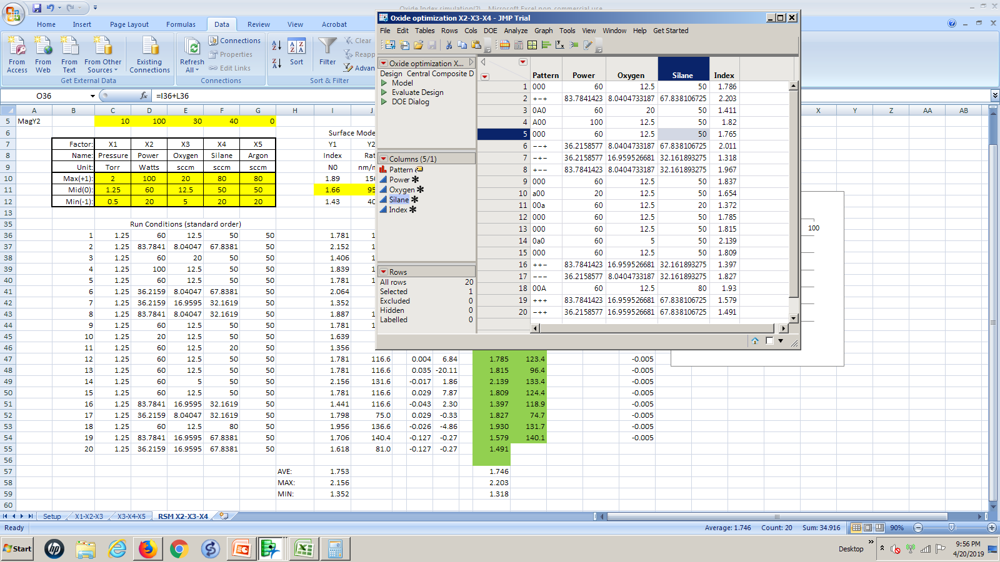 Oxide Index simulation(2) - Microsoft Excel non-commercial use
Home Insert Page Layout Formulas Data Review View Acrobat
From Access
From Web
From Text
From Other Sources
Existing Connections
Get External Data
Refresh All
Connections
Properties
Edit Links
Connections
Sort
Filter
Clear
Reapp
Advan
Sort & Filter
O36 fx =I36+L36
A B C D E F G H I J X Y Z AA AB
5 MagY2 10 100 30 40 0
6 Surface Mode
7 Factor: X1 X2 X3 X4 X5 Y1 Y2
8 Name: Pressure Power Oxygen Silane Argon Index Rat
9 Unit: Torr Watts sccm sccm sccm N0 nm/n
10 Max(+1): 2 100 20 80 80 1.89 150
11 Mid(0): 1.25 60 12.5 50 50 1.66 95
12 Min(-1): 0.5 20 5 20 20 1.43 40
13
35 Run Conditions (standard order)
36 1 1.25 60 12.5 50 50 1.781 1
37 2 1.25 83.7841 8.04047 67.8381 50 2.152 1
38 3 1.25 60 20 50 50 1.406 1
39 4 1.25 100 12.5 50 50 1.839 1
40 5 1.25 60 12.5 50 50 1.781 1
41 6 1.25 36.2159 8.04047 67.8381 50 2.064
42 7 1.25 36.2159 16.9595 32.1619 50 1.352
43 8 1.25 83.7841 8.04047 32.1619 50 1.887 1
44 9 1.25 60 12.5 50 50 1.781 1
45 10 1.25 20 12.5 50 50 1.639
46 11 1.25 60 12.5 20 50 1.356
47 12 1.25 60 12.5 50 50 1.781 116.6 0.004 6.84 1.785 123.4 -0.005
48 13 1.25 60 12.5 50 50 1.781 116.6 0.035 -20.11 1.815 96.4 -0.005
49 14 1.25 60 5 50 50 2.156 131.6 -0.017 1.86 2.139 133.4 -0.005
50 15 1.25 60 12.5 50 50 1.781 116.6 0.029 7.87 1.809 124.4 -0.005
51 16 1.25 83.7841 16.9595 32.1619 50 1.441 116.6 -0.043 2.30 1.397 118.9 -0.005
52 17 1.25 36.2159 8.04047 32.1619 50 1.798 75.0 0.029 -0.33 1.827 74.7 -0.005
53 18 1.25 60 12.5 80 50 1.956 136.6 -0.026 -4.86 1.930 131.7 -0.005
54 19 1.25 83.7841 16.9595 67.8381 50 1.706 140.4 -0.127 -0.27 1.579 140.1 -0.005
55 20 1.25 36.2159 16.9595 67.8381 50 1.618 81.0 -0.127 -0.27 1.491
56
57 AVE: 1.753 1.746
58 MAX: 2.156 2.203
59 MIN: 1.352 1.318
60
100
Oxide optimization X2-X3-X4 - JMP Trial
File Edit Tables Rows Cols DOE Analyze Graph Tools View Window Help Get Started
Oxide optimization X...
Design Central Composite D
Model
Evaluate Design
DOE Dialog
Columns (5/1)
Pattern
Power
Oxygen
Silane
Index
Rows
All rows 20
Selected 1
Excluded 0
Hidden 0
Labelled 0
Pattern Power Oxygen Silane Index
1 000 60 12.5 50 1.786
2 +-+ 83.7841423 8.0404733187 67.838106725 2.203
3 0A0 60 20 50 1.411
4 A00 100 12.5 50 1.82
5 000 60 12.5 50 1.765
6 --+ 36.2158577 8.0404733187 67.838106725 2.011
7 -+- 36.2158577 16.959526681 32.161893275 1.318
8 +-- 83.7841423 8.0404733187 32.161893275 1.967
9 000 60 12.5 50 1.837
10 a00 20 12.5 50 1.654
11 00a 60 12.5 20 1.372
12 000 60 12.5 50 1.785
13 000 60 12.5 50 1.815
14 0a0 60 5 50 2.139
15 000 60 12.5 50 1.809
16 ++- 83.7841423 16.959526681 32.161893275 1.397
17 --- 36.2158577 8.0404733187 32.161893275 1.827
18 00A 60 12.5 80 1.93
19 +++ 83.7841423 16.959526681 67.838106725 1.579
20 -++ 36.2158577 16.959526681 67.838106725 1.491
Setup X1-X2-X3 X3-X4-X5 RSM X2-X3-X4
Ready Average: 1.746 Count: 20 Sum: 34.916 90%
Start hp Desktop 9:56 PM
4/20/2019